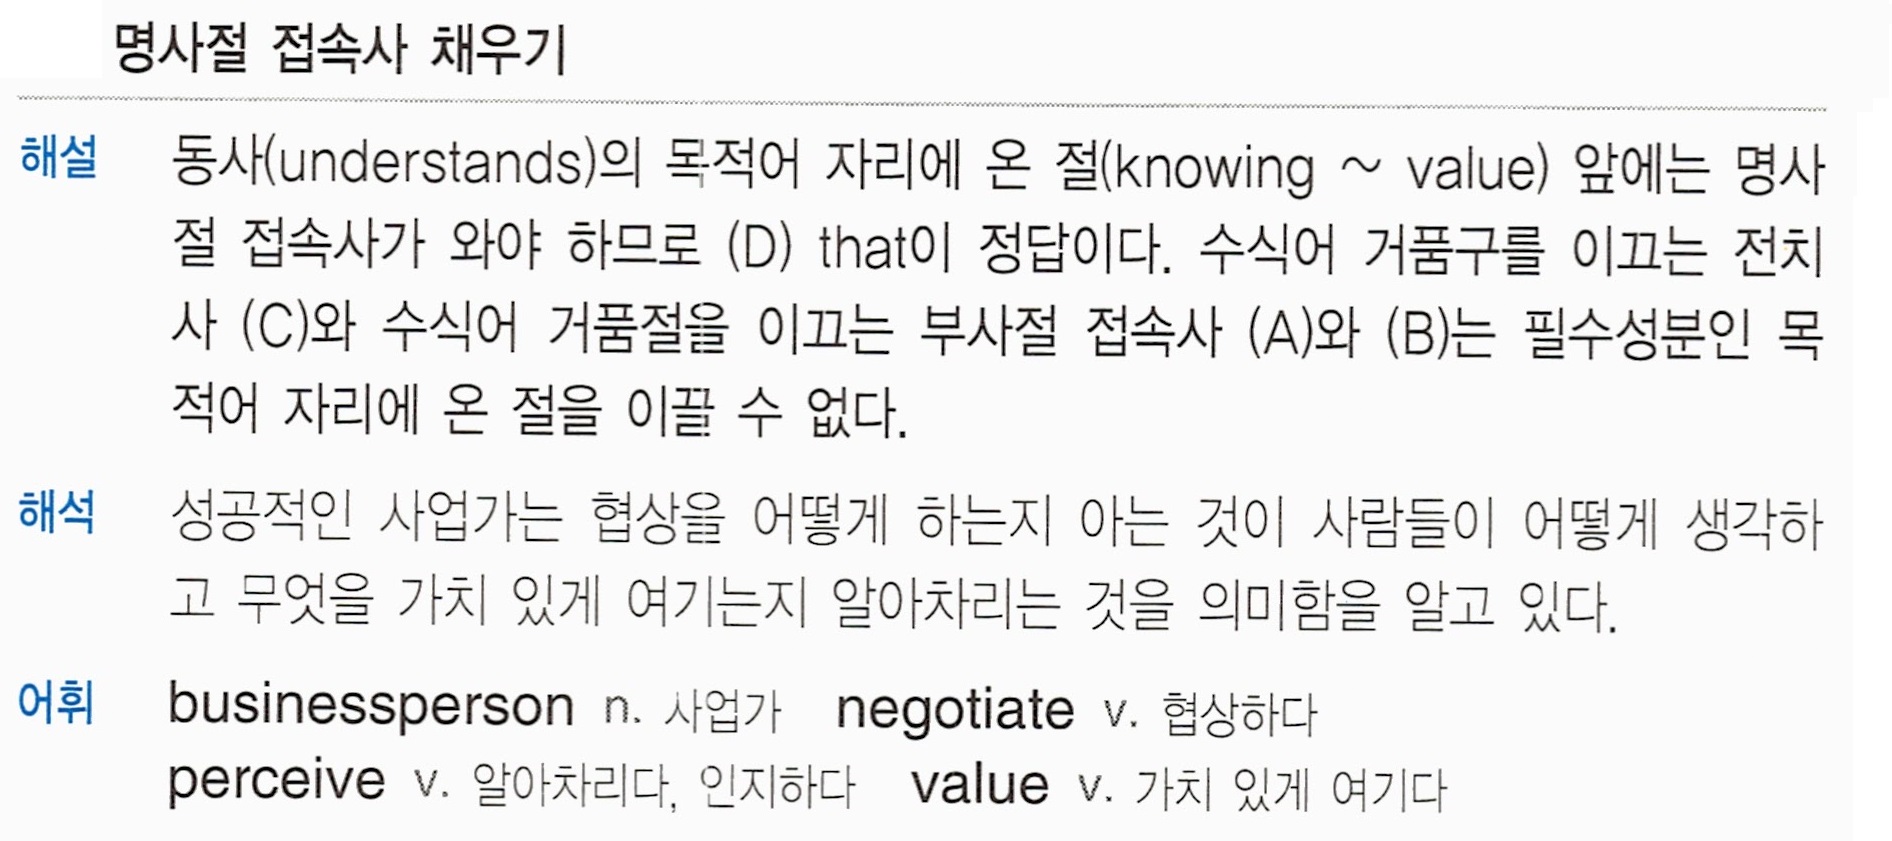 명사절 접속사 채우기
해설 동사(understands)의 목적어 자리에 온 절(knowing ~ value) 앞에는 명사
절 접속사가 와야 하므로 (D) that이 정답이다. 수식어 거품구를 이끄는 전치
사 (C)와 수식어 거품절을 이끄는 부사절 접속사 (A)와 (B)는 필수성분인 목
적어 자리에 온 절을 이끌 수 없다.
해석 성공적인 사업가는 협상을 어떻게 하는지 아는 것이 사람들이 어떻게 생각하
고 무엇을 가치 있게 여기는지 알아차리는 것을 의미함을 알고 있다.
어휘 businessperson n. 사업가 negotiate v. 협상하다
perceive v. 알아차리다, 인지하다 value v. 가치 있게 여기다